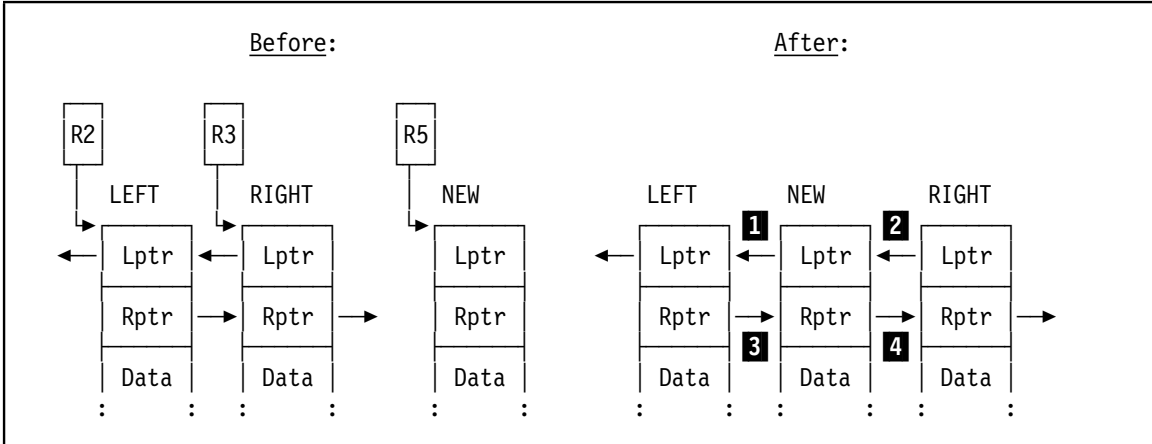 Before: After:
R2 R3 R5
LEFT RIGHT NEW LEFT NEW RIGHT
1 2
Lptr Lptr Lptr Lptr Lptr Lptr
Rptr Rptr Rptr Rptr Rptr Rptr
3 4
Data Data Data Data Data Data
: : : : : : : : : :